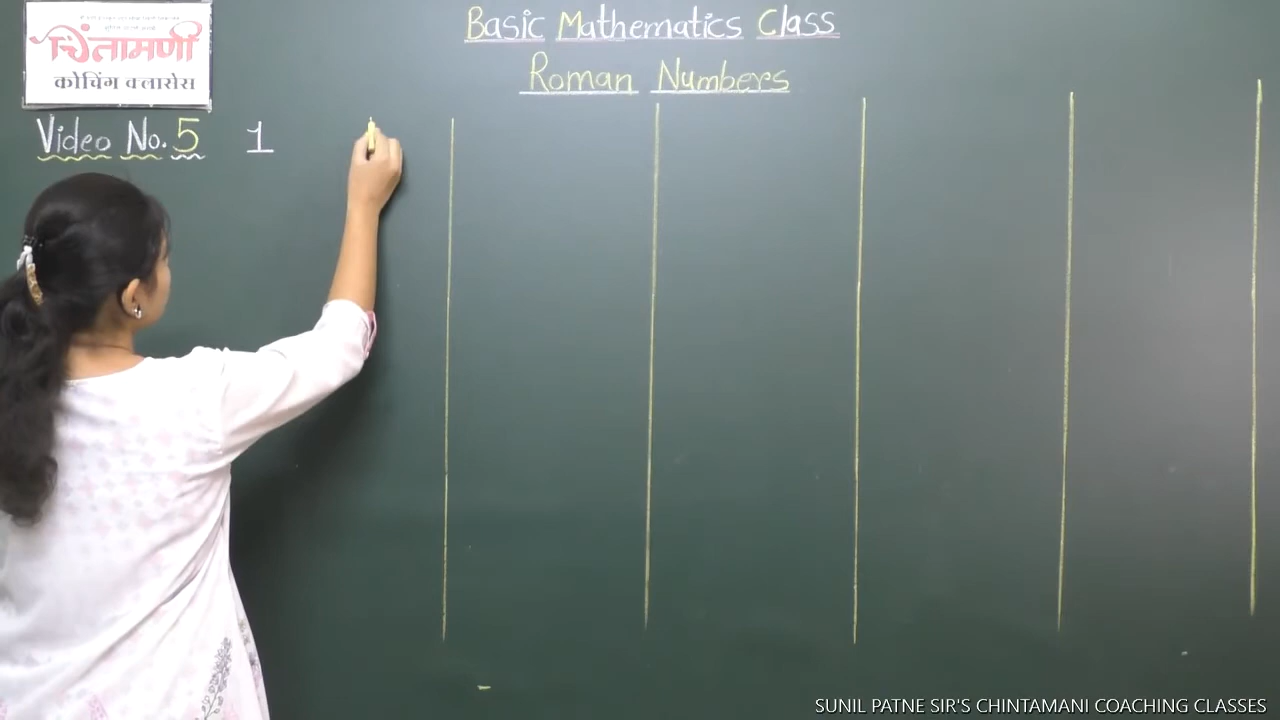 चिंतामणी
कोचिंग क्लासेस
Basic Mathematics Class
Roman Numbers
Video No. 5
1
SUNIL PATNE SIR'S CHINTAMANI COACHING CLASSES